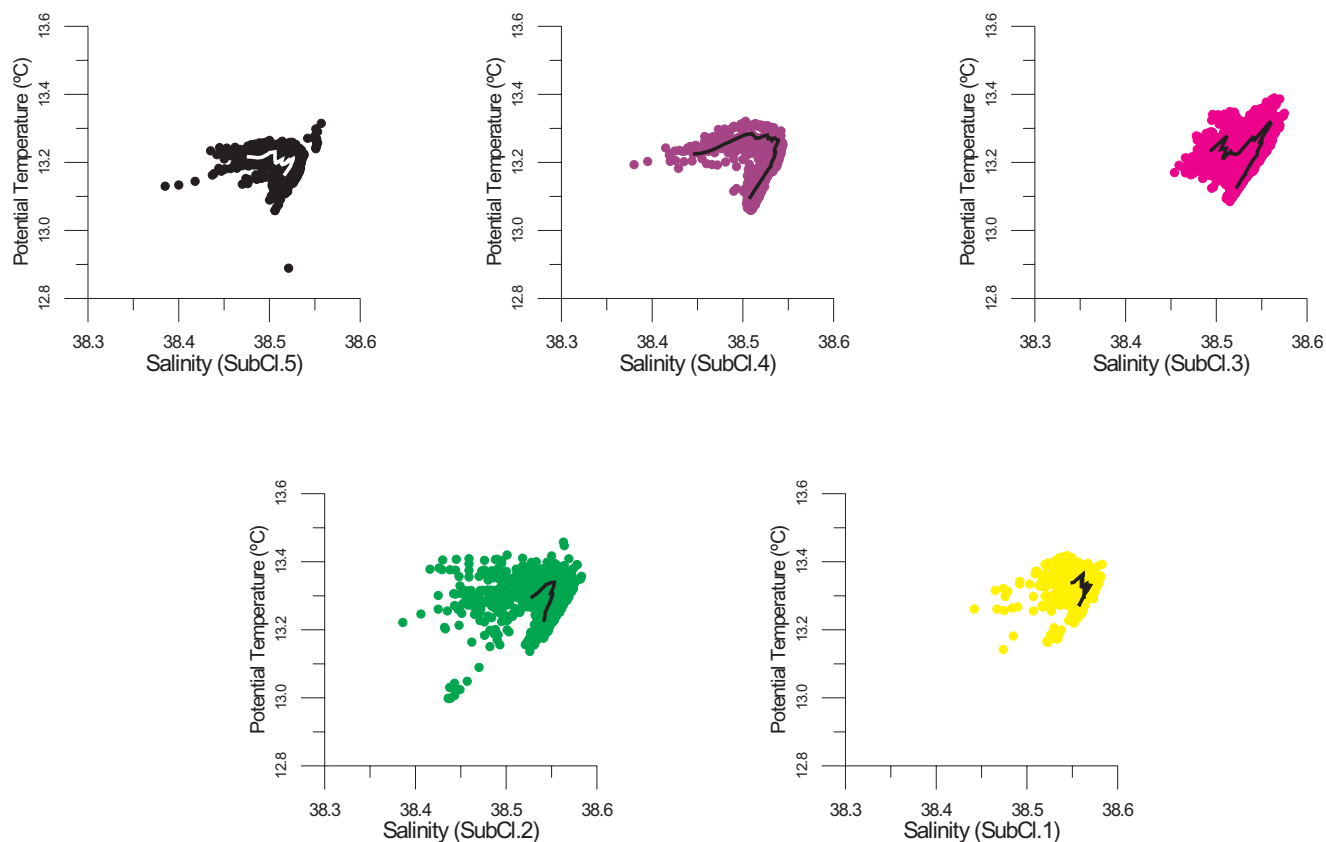 13.6
13.4
13.2
13.0
12.8
Potential Temperature (ºC)
38.3 38.4 38.5 38.6
Salinity (SubCl.5)
13.6
13.4
13.2
13.0
12.8
Potential Temperature (ºC)
38.3 38.4 38.5 38.6
Salinity (SubCl.4)
13.6
13.4
13.2
13.0
12.8
Potential Temperature (ºC)
38.3 38.4 38.5 38.6
Salinity (SubCl.3)
13.6
13.4
13.2
13.0
12.8
Potential Temperature (ºC)
38.3 38.4 38.5 38.6
Salinity (SubCl.2)
13.6
13.4
13.2
13.0
12.8
Potential Temperature (ºC)
38.3 38.4 38.5 38.6
Salinity (SubCl.1)